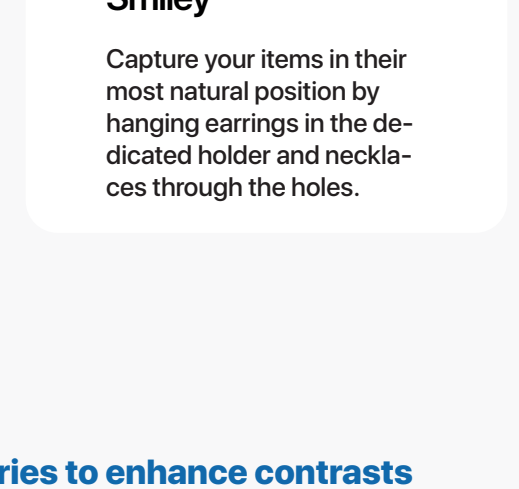 Smiley
Capture your items in their
most natural position by
hanging earrings in the de-
dicated holder and neckla-
ces through the holes.
ries to enhance contrasts